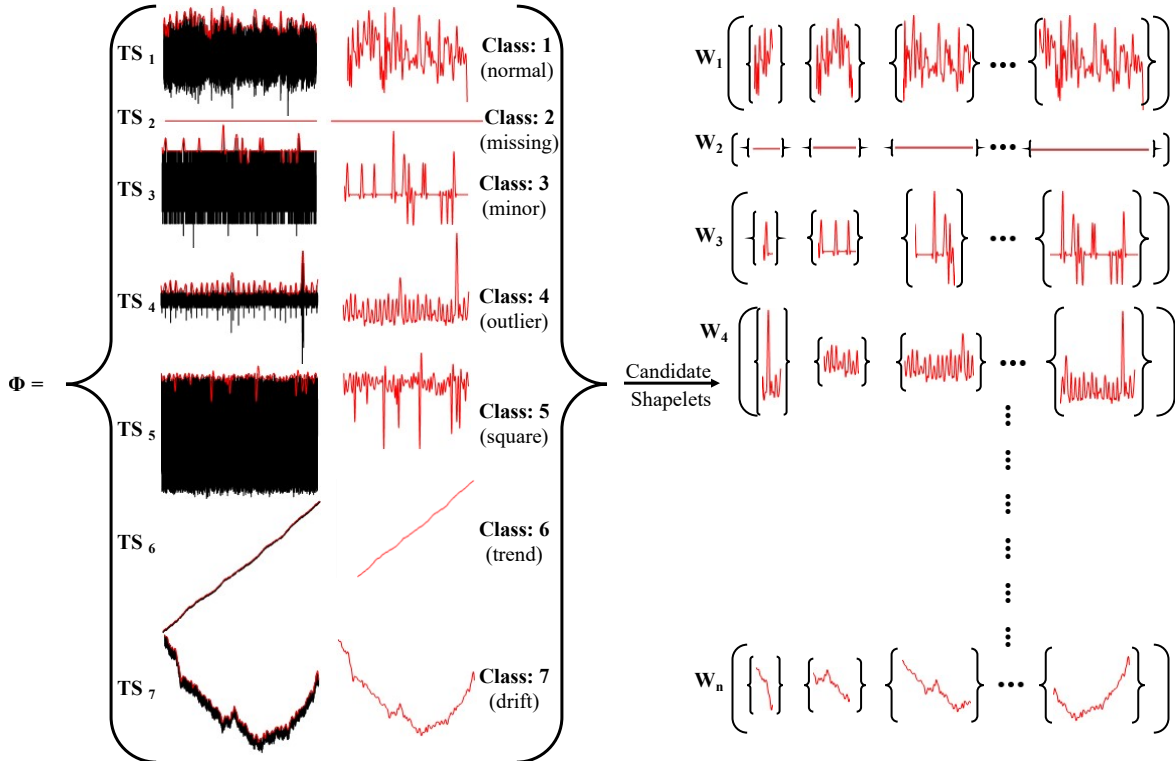 TS 1
Class: 1
(normal)
TS 2
Class: 2
(missing)
TS 3
Class: 3
(minor)
TS 4
Class: 4
(outlier)
Φ =
TS 5
Class: 5
(square)
TS 6
Class: 6
(trend)
TS 7
Class: 7
(drift)
Candidate
Shapelets
W1
W2
W3
W4
Wn